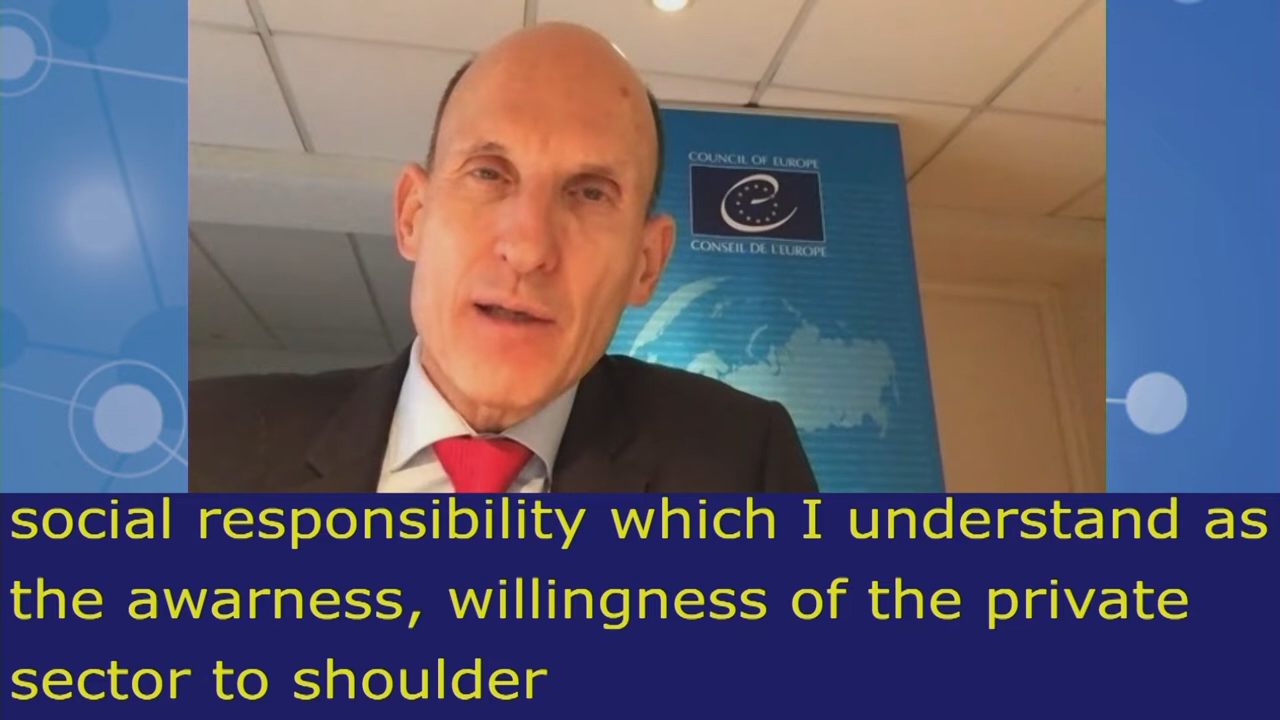 COUNCIL OF EUROPE
CONSEIL DE L'EUROPE
social responsibility which I understand as
the awarness, willingness of the private
sector to shoulder